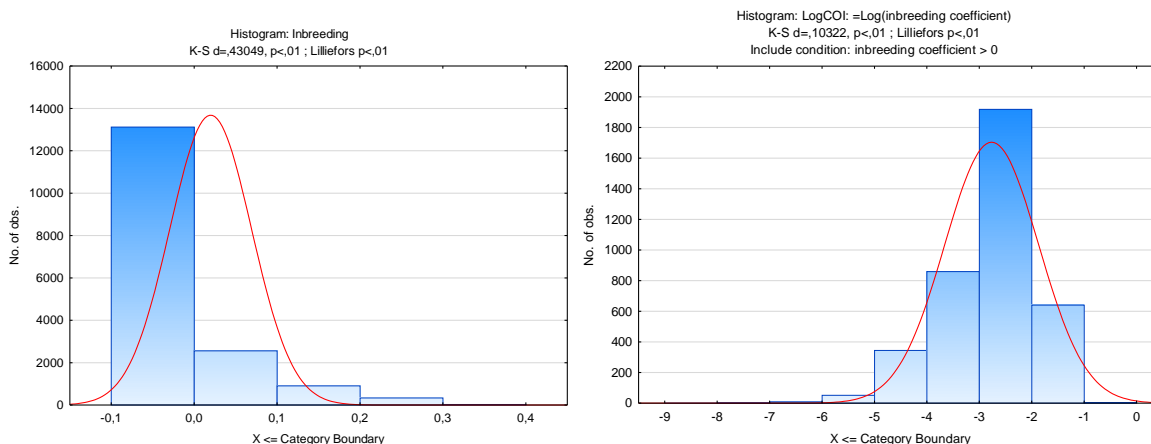 Histogram: Inbreeding
K-S d=,43049, p<,01 ; Lilliefors p<,01
16000
14000
12000
10000
8000
6000
4000
2000
0
No. of obs.
-0,1 0,0 0,1 0,2 0,3 0,4
X <= Category Boundary
Histogram: LogCOI: =Log(inbreeding coefficient)
K-S d=,10322, p<,01 ; Lilliefors p<,01
Include condition: inbreeding coefficient > 0
2200
2000
1800
1600
1400
1200
1000
800
600
400
200
0
No. of obs.
-9 -8 -7 -6 -5 -4 -3 -2 -1 0
X <= Category Boundary